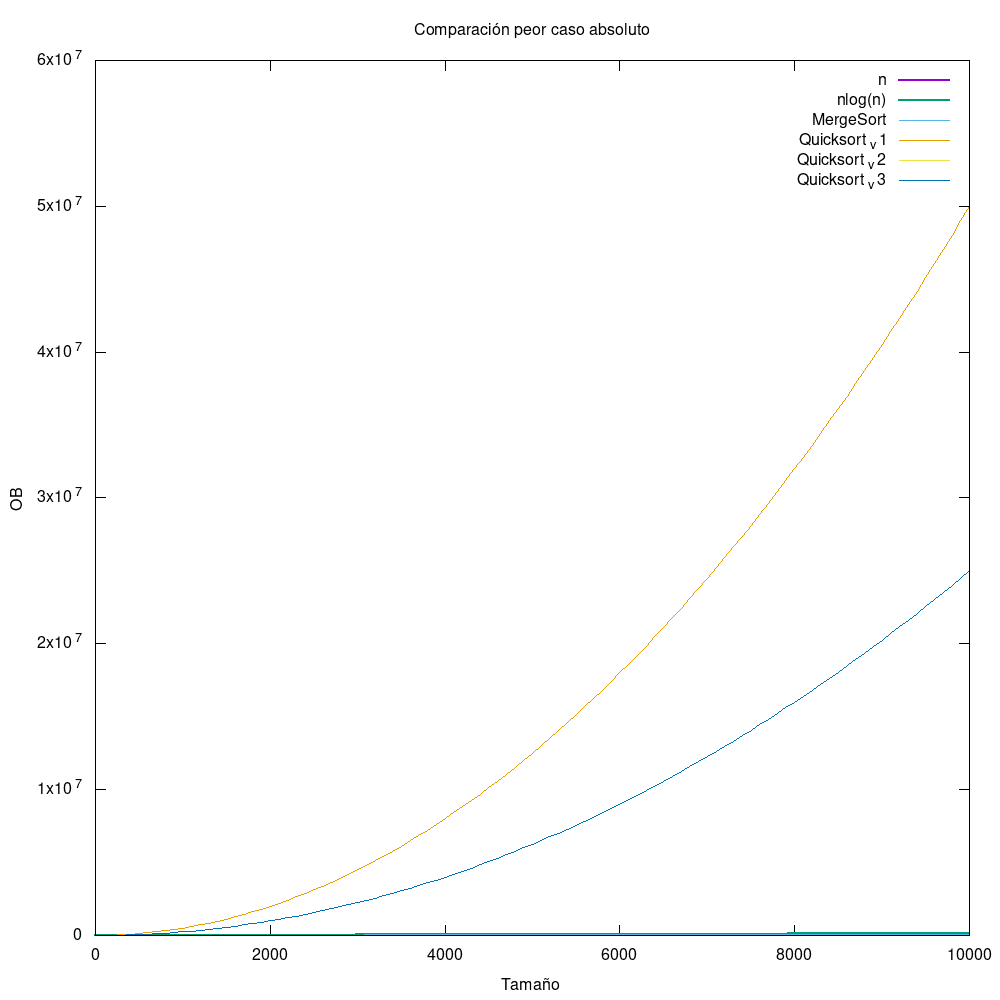 Comparación peor caso absoluto
6x10 7
n
nlog(n)
MergeSort
Quicksort v 1
Quicksort v 2
Quicksort v 3
5x10 7
4x10 7
3x10 7
OB
2x10 7
1x10 7
0
0 2000 4000 6000 8000 10000
Tamaño